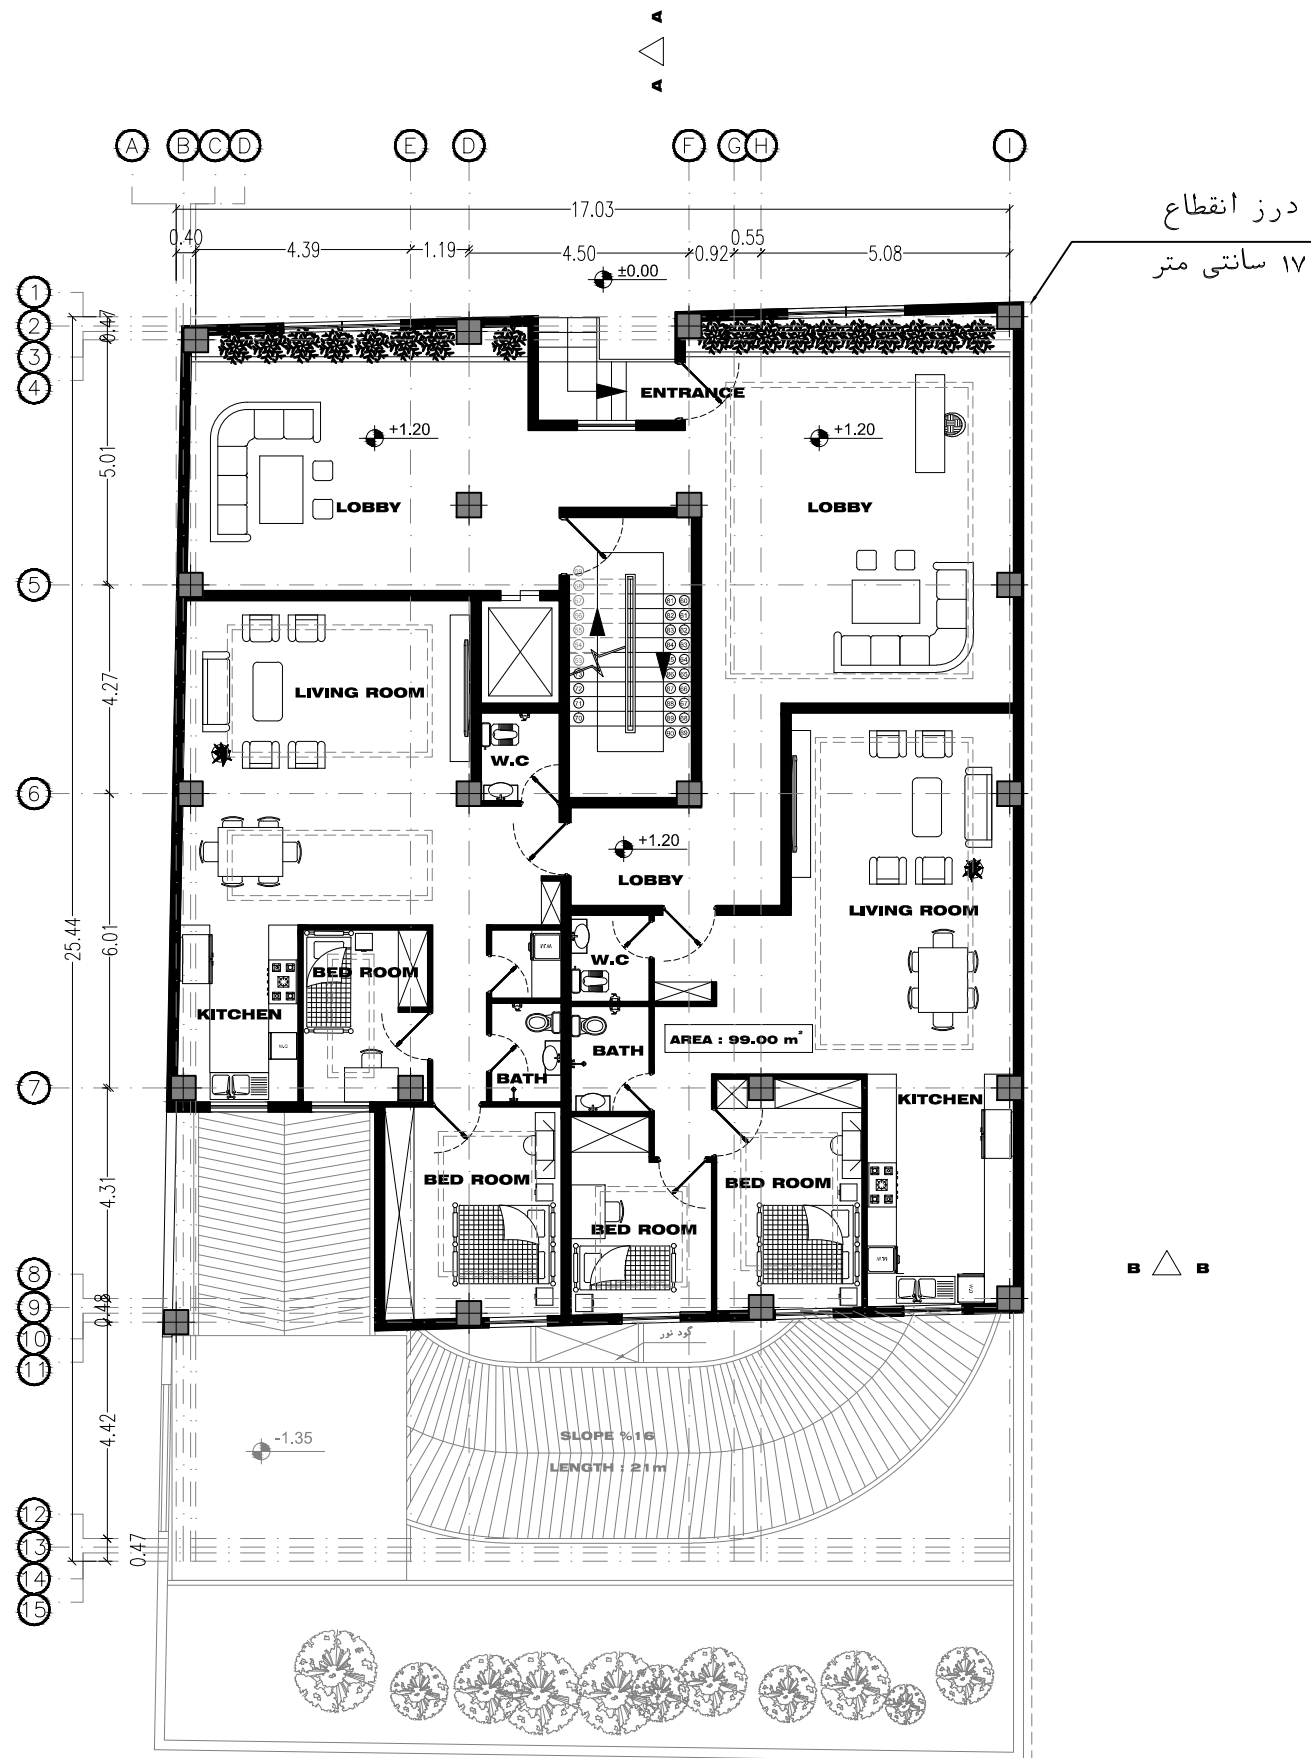 A
A
A B C D E D F G H I
درز انقطاع
۱۷ سانتی متر
17.03
0.40
4.39
1.19
4.50
0.92
0.55
5.08
±0.00
1
2
3
4
0.47
ENTRANCE
+1.20
+1.20
5.01
LOBBY
LOBBY
5
4.27
LIVING ROOM
W.C
6
+1.20
LOBBY
LIVING ROOM
25.44
6.01
BED ROOM
W.C
KITCHEN
AREA : 99.00 m²
BATH
BATH
7
KITCHEN
4.31
BED ROOM
BED ROOM
BED ROOM
B B
8
9
10
11
0.48
گود نور
4.42
-1.35
SLOPE %16
LENGTH : 21m
12
13
14
15
0.47